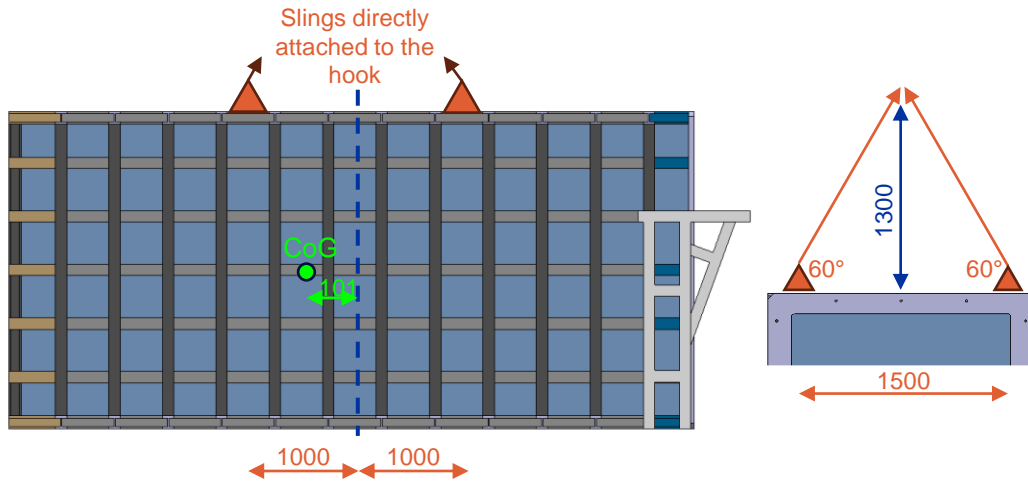 Slings directly
attached to the
hook
CoG
101
1000
1000
1300
60°
60°
1500